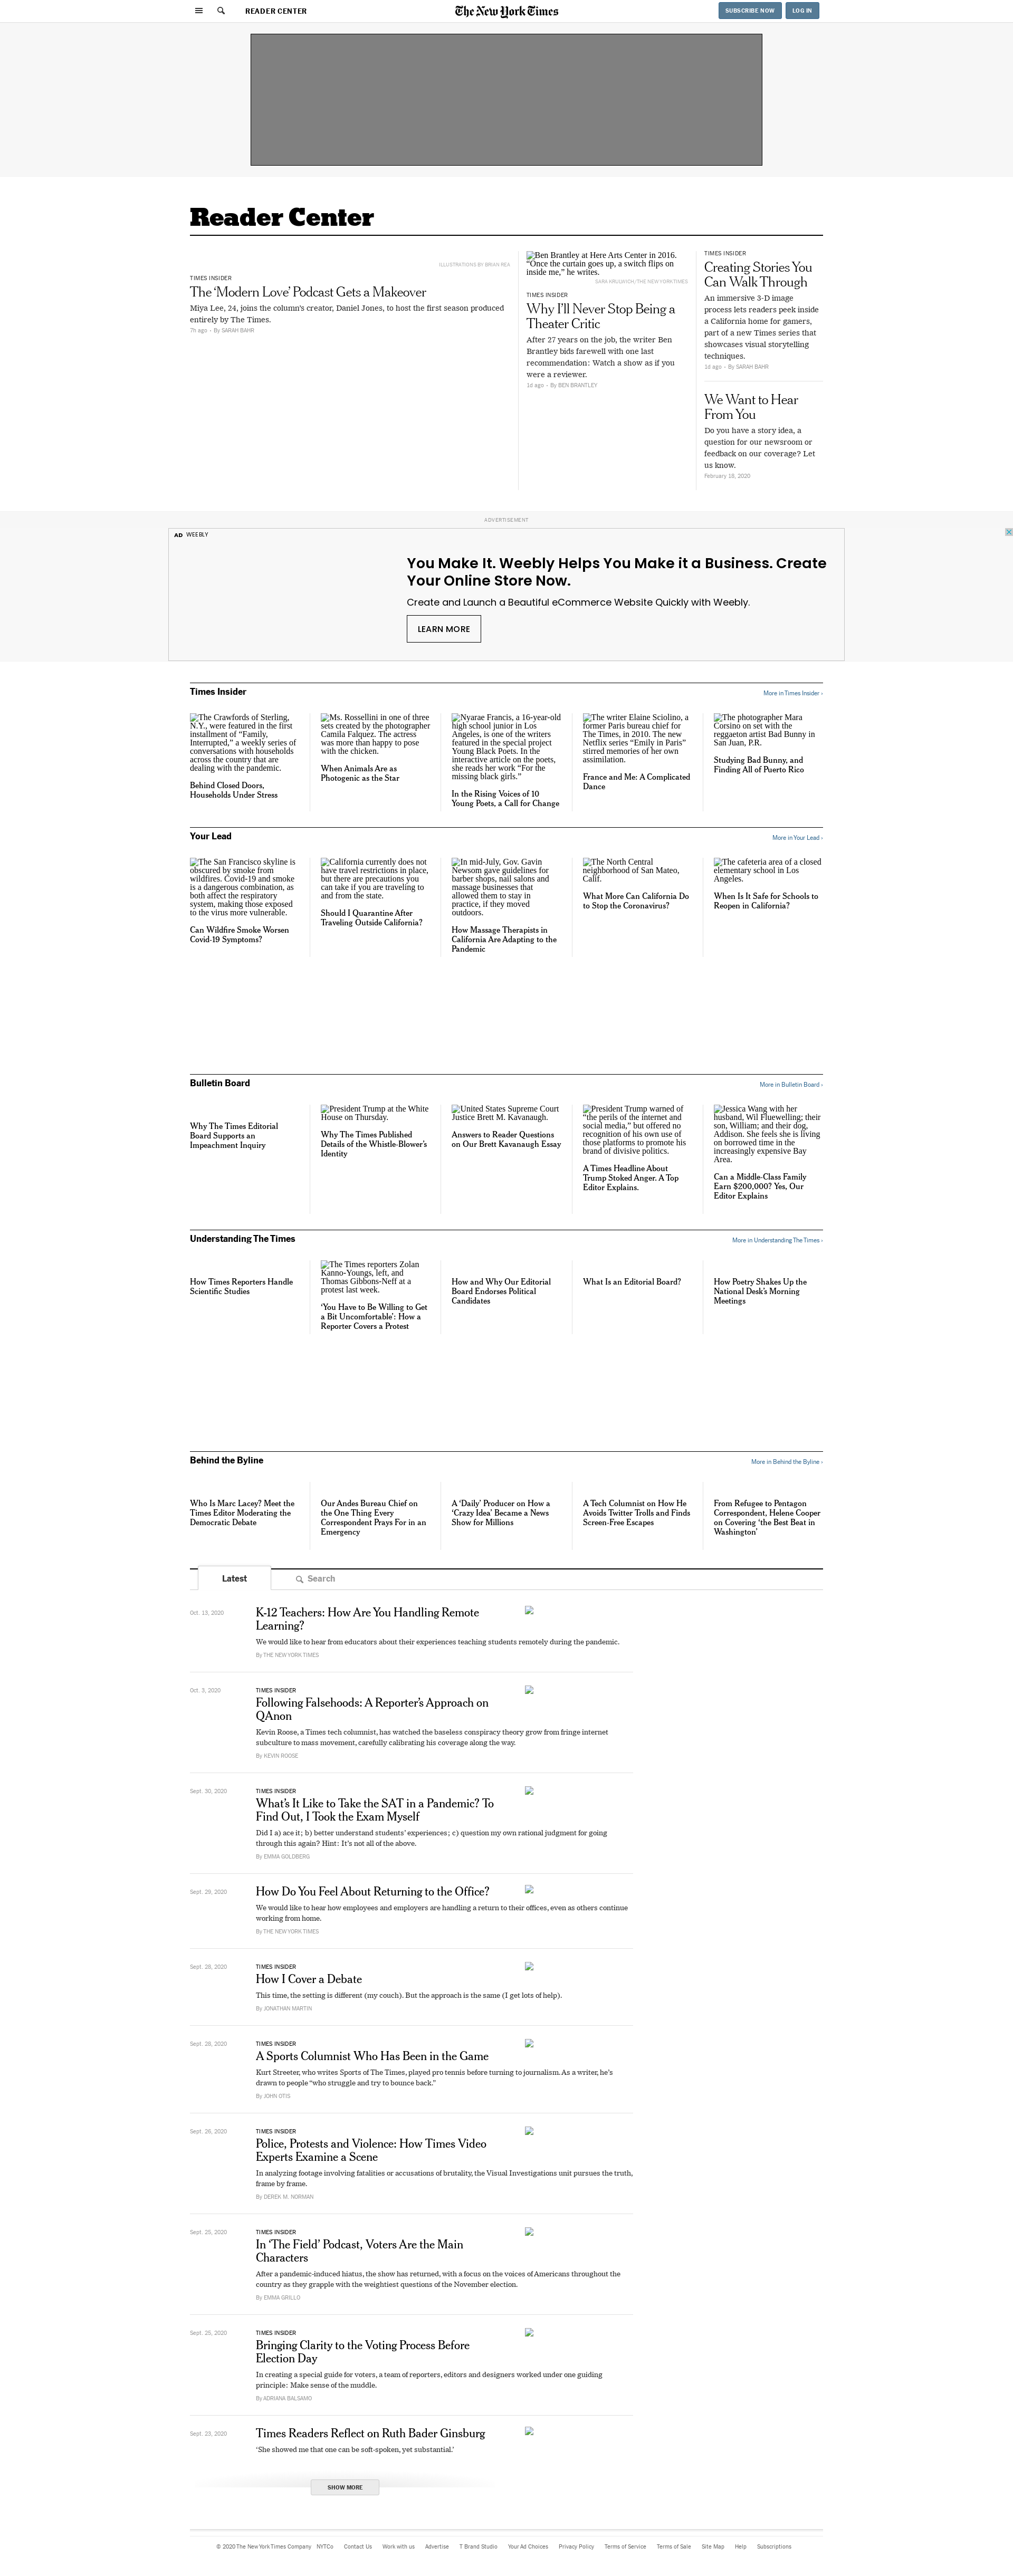 READER CENTER
The New York Times
SUBSCRIBE NOW
LOG IN
Reader Center
ILLUSTRATIONS BY BRIAN REA
TIMES INSIDER
The ‘Modern Love’ Podcast Gets a Makeover
Miya Lee, 24, joins the column’s creator, Daniel Jones, to host the first season produced
entirely by The Times.
7h ago - By SARAH BAHR
Ben Brantley at Here Arts Center in 2016.
“Once the curtain goes up, a switch flips on
inside me,” he writes.
SARA KRULWICH/THE NEW YORK TIMES
TIMES INSIDER
Why I’ll Never Stop Being a
Theater Critic
After 27 years on the job, the writer Ben
Brantley bids farewell with one last
recommendation: Watch a show as if you
were a reviewer.
1d ago - By BEN BRANTLEY
TIMES INSIDER
Creating Stories You
Can Walk Through
An immersive 3-D image
process lets readers peek inside
a California home for gamers,
part of a new Times series that
showcases visual storytelling
techniques.
1d ago - By SARAH BAHR
We Want to Hear
From You
Do you have a story idea, a
question for our newsroom or
feedback on our coverage? Let
us know.
February 18, 2020
ADVERTISEMENT
AD WEEBLY
You Make It. Weebly Helps You Make it a Business. Create
Your Online Store Now.
Create and Launch a Beautiful eCommerce Website Quickly with Weebly.
LEARN MORE
Times Insider
More in Times Insider ›
The Crawfords of Sterling,
N.Y., were featured in the first
installment of “Family,
Interrupted,” a weekly series of
conversations with households
across the country that are
dealing with the pandemic.
Behind Closed Doors,
Households Under Stress
Ms. Rossellini in one of three
sets created by the photographer
Camila Falquez. The actress
was more than happy to pose
with the chicken.
When Animals Are as
Photogenic as the Star
Nyarae Francis, a 16-year-old
high school junior in Los
Angeles, is one of the writers
featured in the special project
Young Black Poets. In the
interactive article on the poets,
she reads her work “For the
missing black girls.”
In the Rising Voices of 10
Young Poets, a Call for Change
The writer Elaine Sciolino, a
former Paris bureau chief for
The Times, in 2010. The new
Netflix series “Emily in Paris”
stirred memories of her own
assimilation.
France and Me: A Complicated
Dance
The photographer Mara
Corsino on set with the
reggaeton artist Bad Bunny in
San Juan, P.R.
Studying Bad Bunny, and
Finding All of Puerto Rico
Your Lead
More in Your Lead ›
The San Francisco skyline is
obscured by smoke from
wildfires. Covid-19 and smoke
is a dangerous combination, as
both affect the respiratory
system, making those exposed
to the virus more vulnerable.
Can Wildfire Smoke Worsen
Covid-19 Symptoms?
California currently does not
have travel restrictions in place,
but there are precautions you
can take if you are traveling to
and from the state.
Should I Quarantine After
Traveling Outside California?
In mid-July, Gov. Gavin
Newsom gave guidelines for
barber shops, nail salons and
massage businesses that
allowed them to stay in
practice, if they moved
outdoors.
How Massage Therapists in
California Are Adapting to the
Pandemic
The North Central
neighborhood of San Mateo,
Calif.
What More Can California Do
to Stop the Coronavirus?
The cafeteria area of a closed
elementary school in Los
Angeles.
When Is It Safe for Schools to
Reopen in California?
Bulletin Board
More in Bulletin Board ›
Why The Times Editorial
Board Supports an
Impeachment Inquiry
President Trump at the White
House on Thursday.
Why The Times Published
Details of the Whistle-Blower’s
Identity
United States Supreme Court
Justice Brett M. Kavanaugh.
Answers to Reader Questions
on Our Brett Kavanaugh Essay
President Trump warned of
“the perils of the internet and
social media,” but offered no
recognition of his own use of
those platforms to promote his
brand of divisive politics.
A Times Headline About
Trump Stoked Anger. A Top
Editor Explains.
Jessica Wang with her
husband, Wil Fluewelling; their
son, William; and their dog,
Addison. She feels she is living
on borrowed time in the
increasingly expensive Bay
Area.
Can a Middle-Class Family
Earn $200,000? Yes, Our
Editor Explains
Understanding The Times
More in Understanding The Times ›
How Times Reporters Handle
Scientific Studies
The Times reporters Zolan
Kanno-Youngs, left, and
Thomas Gibbons-Neff at a
protest last week.
‘You Have to Be Willing to Get
a Bit Uncomfortable’: How a
Reporter Covers a Protest
How and Why Our Editorial
Board Endorses Political
Candidates
What Is an Editorial Board?
How Poetry Shakes Up the
National Desk’s Morning
Meetings
Behind the Byline
More in Behind the Byline ›
Who Is Marc Lacey? Meet the
Times Editor Moderating the
Democratic Debate
Our Andes Bureau Chief on
the One Thing Every
Correspondent Prays For in an
Emergency
A ‘Daily’ Producer on How a
‘Crazy Idea’ Became a News
Show for Millions
A Tech Columnist on How He
Avoids Twitter Trolls and Finds
Screen-Free Escapes
From Refugee to Pentagon
Correspondent, Helene Cooper
on Covering ‘the Best Beat in
Washington’
Latest
Search
Oct. 13, 2020
K-12 Teachers: How Are You Handling Remote
Learning?
We would like to hear from educators about their experiences teaching students remotely during the pandemic.
By THE NEW YORK TIMES
Oct. 3, 2020
TIMES INSIDER
Following Falsehoods: A Reporter’s Approach on
QAnon
Kevin Roose, a Times tech columnist, has watched the baseless conspiracy theory grow from fringe internet
subculture to mass movement, carefully calibrating his coverage along the way.
By KEVIN ROOSE
Sept. 30, 2020
TIMES INSIDER
What’s It Like to Take the SAT in a Pandemic? To
Find Out, I Took the Exam Myself
Did I a) ace it; b) better understand students’ experiences; c) question my own rational judgment for going
through this again? Hint: It’s not all of the above.
By EMMA GOLDBERG
Sept. 29, 2020
How Do You Feel About Returning to the Office?
We would like to hear how employees and employers are handling a return to their offices, even as others continue
working from home.
By THE NEW YORK TIMES
Sept. 28, 2020
TIMES INSIDER
How I Cover a Debate
This time, the setting is different (my couch). But the approach is the same (I get lots of help).
By JONATHAN MARTIN
Sept. 28, 2020
TIMES INSIDER
A Sports Columnist Who Has Been in the Game
Kurt Streeter, who writes Sports of The Times, played pro tennis before turning to journalism. As a writer, he’s
drawn to people “who struggle and try to bounce back.”
By JOHN OTIS
Sept. 26, 2020
TIMES INSIDER
Police, Protests and Violence: How Times Video
Experts Examine a Scene
In analyzing footage involving fatalities or accusations of brutality, the Visual Investigations unit pursues the truth,
frame by frame.
By DEREK M. NORMAN
Sept. 25, 2020
TIMES INSIDER
In ‘The Field’ Podcast, Voters Are the Main
Characters
After a pandemic-induced hiatus, the show has returned, with a focus on the voices of Americans throughout the
country as they grapple with the weightiest questions of the November election.
By EMMA GRILLO
Sept. 25, 2020
TIMES INSIDER
Bringing Clarity to the Voting Process Before
Election Day
In creating a special guide for voters, a team of reporters, editors and designers worked under one guiding
principle: Make sense of the muddle.
By ADRIANA BALSAMO
Sept. 23, 2020
Times Readers Reflect on Ruth Bader Ginsburg
‘She showed me that one can be soft-spoken, yet substantial.’
SHOW MORE
© 2020 The New York Times Company NYTCo Contact Us Work with us Advertise T Brand Studio Your Ad Choices Privacy Policy Terms of Service Terms of Sale Site Map Help Subscriptions